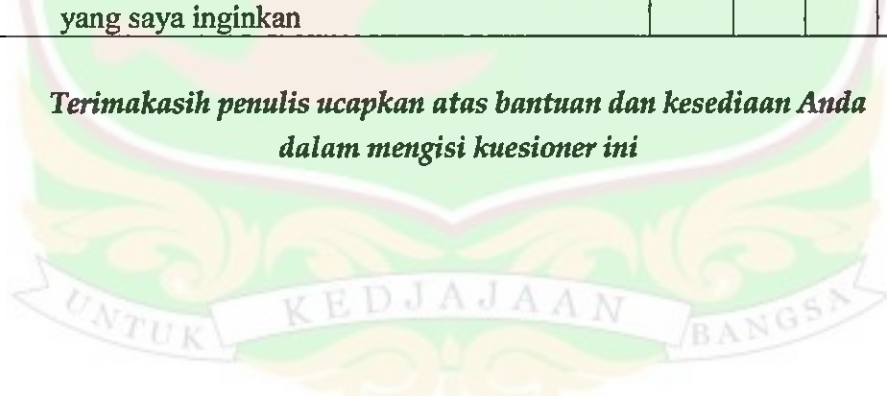 yang saya inginkan
Terimakasih penulis ucapkan atas bantuan dan kesediaan Anda
dalam mengisi kuesioner ini
UNTUK KEDJAJAAN BANGSA